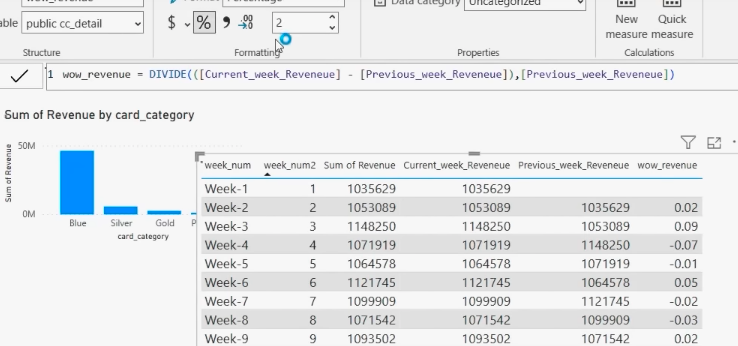 Percentage
Data category Uncategorized
able public cc_detail
$ % 9 .00 2
New Quick
measure measure
Structure Formatting Properties Calculations
1 wow_revenue = DIVIDE(([Current_week_Reveneue] - [Previous_week_Reveneue]),[Previous_week_Reveneue])
Sum of Revenue by card_category
50M
0M
Sum of Revenue
Blue Silver Gold P
card_category
week_num week_num2 Sum of Revenue Current_week_Reveneue Previous_week_Reveneue wow_revenue
Week-1 1 1035629 1035629
Week-2 2 1053089 1053089 1035629 0.02
Week-3 3 1148250 1148250 1053089 0.09
Week-4 4 1071919 1071919 1148250 -0.07
Week-5 5 1064578 1064578 1071919 -0.01
Week-6 6 1121745 1121745 1064578 0.05
Week-7 7 1099909 1099909 1121745 -0.02
Week-8 8 1071542 1071542 1099909 -0.03
Week-9 9 1093502 1093502 1071542 0.02